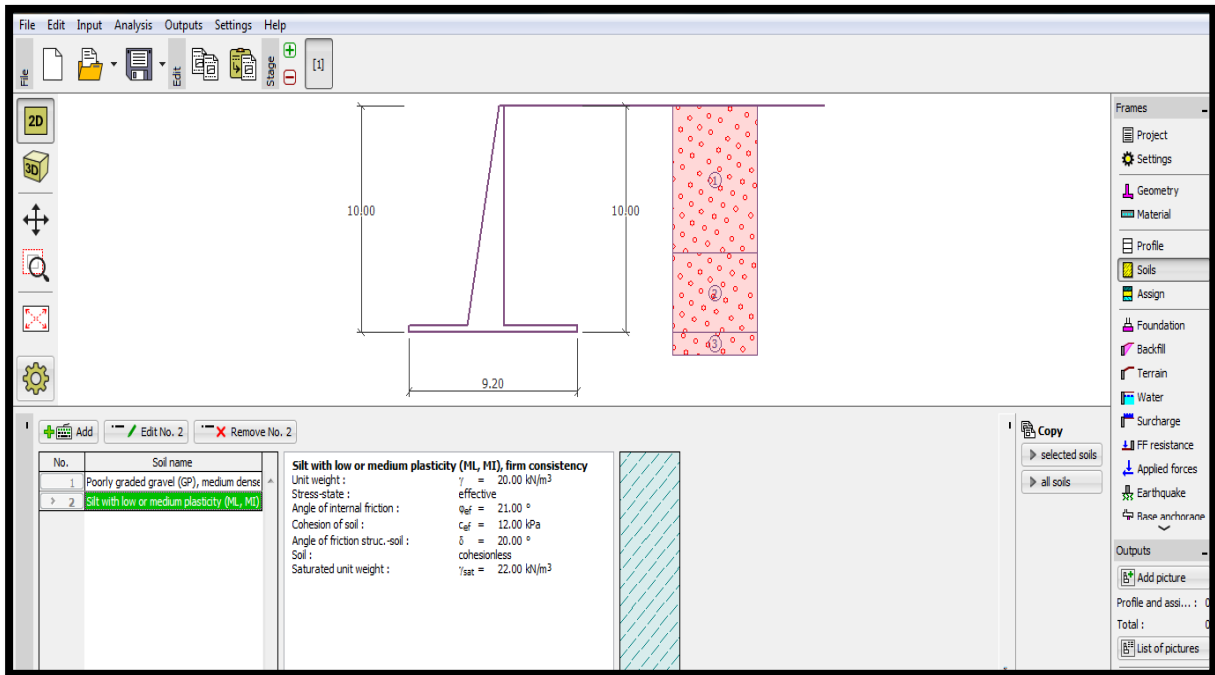 File Edit Input Analysis Outputs Settings Help
File
Edit
Stage
[1]
2D
3D
10.00
10.00
9.20
1
2
3
Frames
Project
Settings
Geometry
Material
Profile
Soils
Assign
Foundation
Backfill
Terrain
Water
Surcharge
FF resistance
Applied forces
Earthquake
Base anchorage
Outputs
Add picture
Profile and assi... : 0
Total : 0
List of pictures
Add
Edit No. 2
Remove No. 2
No. Soil name
1 Poorly graded gravel (GP), medium dense
2 Silt with low or medium plasticity (ML, MI)
Silt with low or medium plasticity (ML, MI), firm consistency
Unit weight : γ = 20.00 kN/m3
Stress-state : effective
Angle of internal friction : φef = 21.00 °
Cohesion of soil : cef = 12.00 kPa
Angle of friction struc.-soil : δ = 20.00 °
Soil : cohesionless
Saturated unit weight : γsat = 22.00 kN/m3
Copy
selected soils
all soils